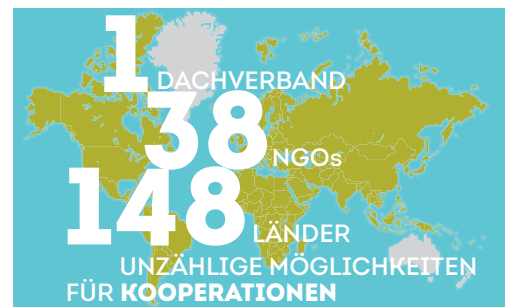 1 DACHVERBAND
38 NGOs
148 LÄNDER
UNZÄHLIGE MÖGLICHKEITEN
FÜR KOOPERATIONEN